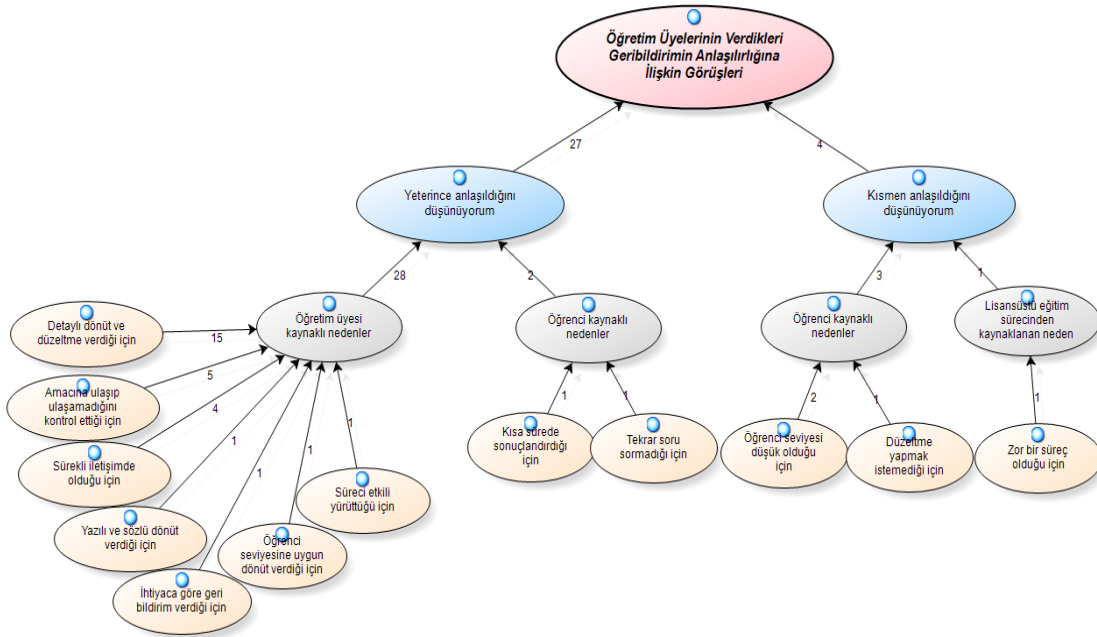 Öğretim Üyelerinin Verdikleri
Geribildirimin Anlaşılırlığına
İlişkin Görüşleri
27
4
Yeterince anlaşıldığını
düşünüyorum
Kısmen anlaşıldığını
düşünüyorum
28
2
3
1
Öğretim üyesi
kaynaklı nedenler
Öğrenci kaynaklı
nedenler
Öğrenci kaynaklı
nedenler
Lisansüstü eğitim
sürecinden
kaynaklanan neden
Detaylı dönüt ve
düzeltme verdiği için
15
Amacına ulaşıp
ulaşamadığını
kontrol ettiği için
5
Sürekli iletişimde
olduğu için
4
Yazılı ve sözlü dönüt
verdiği için
1
İhtiyaca göre geri
bildirim verdiği için
1
Öğrenci
seviyesine uygun
dönüt verdiği için
1
Süreci etkili
yürüttüğü için
1
Kısa sürede
sonuçlandırdığı
için
1
Tekrar soru
sormadığı için
1
Öğrenci seviyesi
düşük olduğu
için
2
Düzeltme
yapmak
istemediği için
1
Zor bir süreç
olduğu için
1